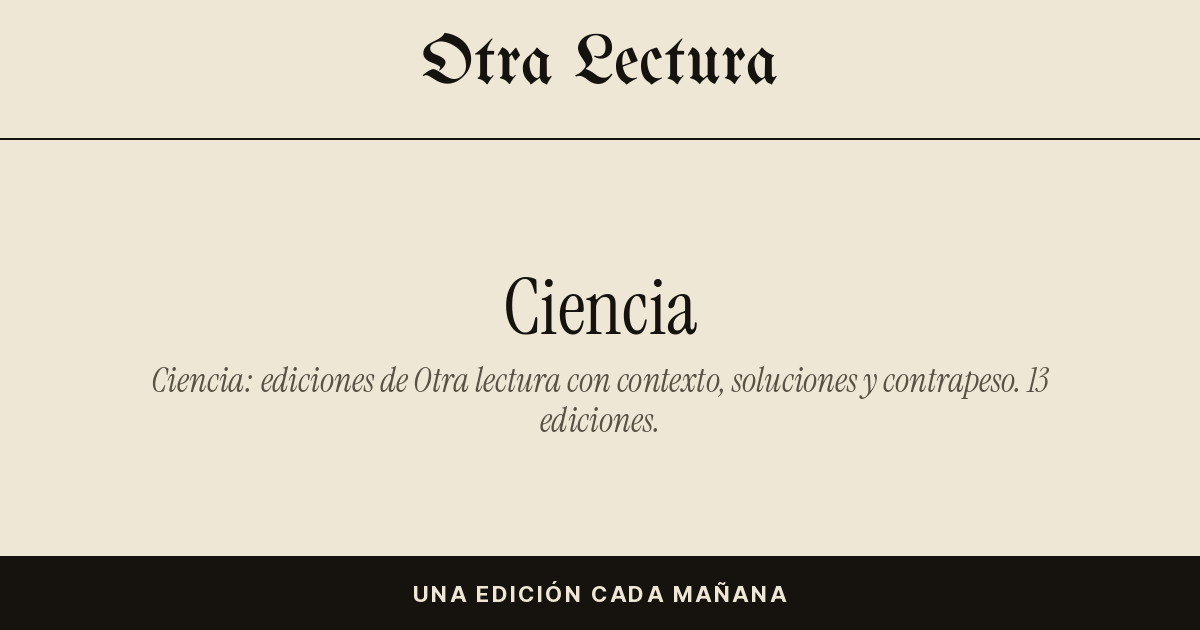 Otra Lectura
Ciencia
Ciencia: ediciones de Otra lectura con contexto, soluciones y contrapeso. 13
ediciones.
UNA EDICIÓN CADA MAÑANA